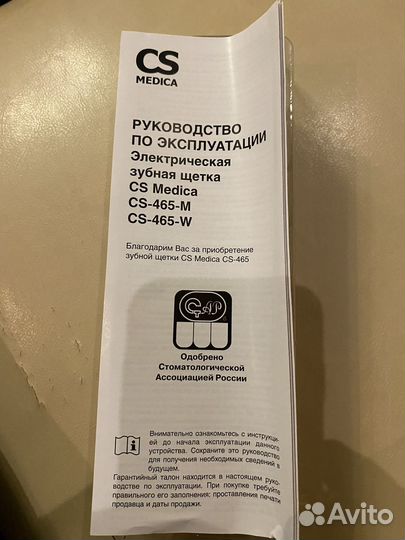 CS
MEDICA
РУКОВОДСТВО
ПО ЭКСПЛУАТАЦИИ
Электрическая
зубная щетка
CS Medica
CS-465-M
CS-465-W
Благодарим Вас за приобретение
зубной щетки CS Medica CS-465
Одобрено
Стоматологической
Ассоциацией России
Внимательно ознакомьтесь с инструкци-
ей до начала эксплуатации данного
устройства. Сохраните это руководство
для получения необходимых сведений в
будущем.
Гарантийный талон находится в настоящем руко-
водстве по эксплуатации. При покупке требуйте
правильного его заполнения: проставления печати
продавца и даты продажи.
Avito